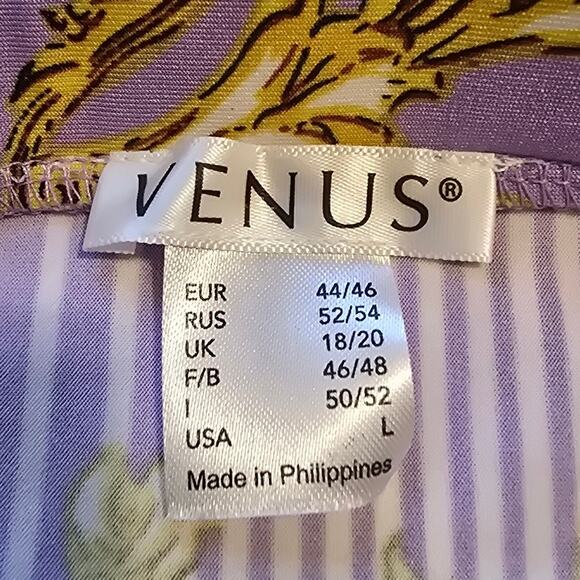 VENUS®
EUR 44/46
RUS 52/54
UK 18/20
F/B 46/48
I 50/52
USA L
Made in Philippines